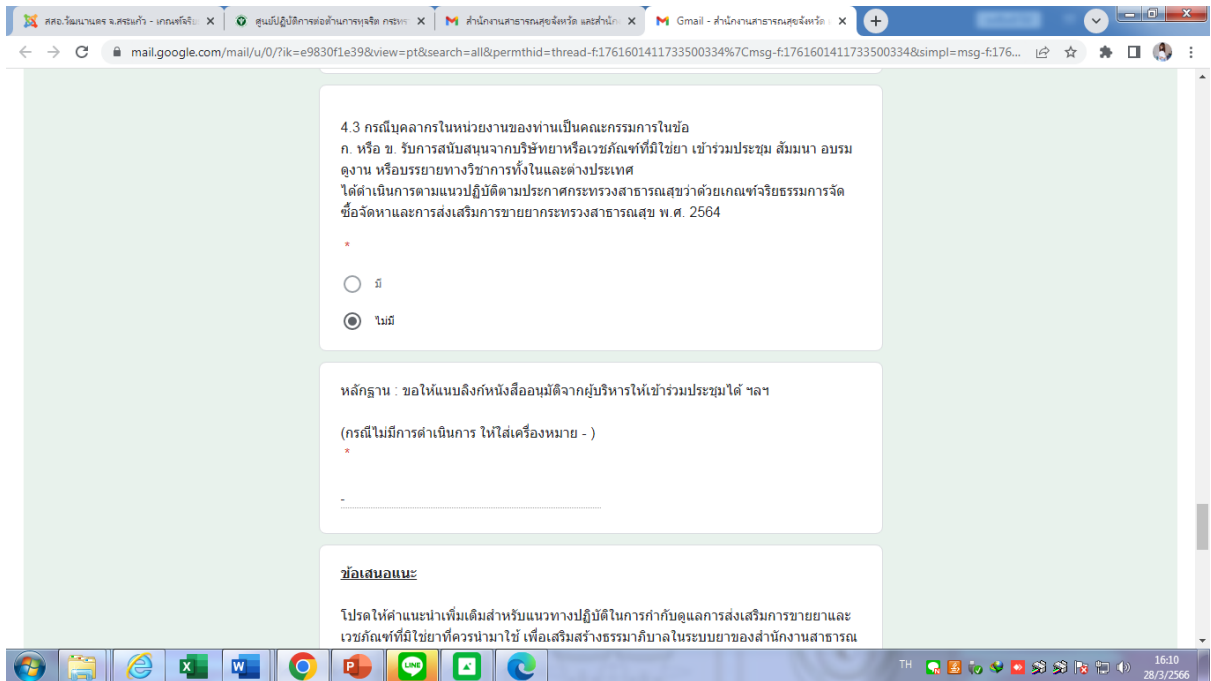 สสอ.วัฒนานคร จ.สระแก้ว - เกณฑ์จริย
ศูนย์ปฏิบัติการต่อต้านการทุจริต กระทร
สำนักงานสาธารณสุขจังหวัด และสำนัก
Gmail - สำนักงานสาธารณสุขจังหวัด
mail.google.com/mail/u/0/?ik=e9830f1e39&view=pt&search=all&permthid=thread-f:1761601411733500334%7Cmsg-f:1761601411733500334&simpl=msg-f:176...
4.3 กรณีบุคลากรในหน่วยงานของท่านเป็นคณะกรรมการในข้อ
ก. หรือ ข. รับการสนับสนุนจากบริษัทยาหรือเวชภัณฑ์ที่มิใช่ยา เข้าร่วมประชุม สัมมนา อบรม
ดูงาน หรือบรรยายทางวิชาการทั้งในและต่างประเทศ
ได้ดำเนินการตามแนวปฏิบัติตามประกาศกระทรวงสาธารณสุขว่าด้วยเกณฑ์จริยธรรมการจัด
ซื้อจัดหาและการส่งเสริมการขายยากระทรวงสาธารณสุข พ.ศ. 2564
*
มี
ไม่มี
หลักฐาน : ขอให้แนบลิงก์หนังสืออนุมัติจากผู้บริหารให้เข้าร่วมประชุมได้ ฯลฯ
(กรณีไม่มีการดำเนินการ ให้ใส่เครื่องหมาย - )
*
-
ข้อเสนอแนะ
โปรดให้คำแนะนำเพิ่มเติมสำหรับแนวทางปฏิบัติในการกำกับดูแลการส่งเสริมการขายยาและ
เวชภัณฑ์ที่มิใช่ยาที่ควรนำมาใช้ เพื่อเสริมสร้างธรรมาภิบาลในระบบยาของสำนักงานสาธารณ
TH
16:10
28/3/2566